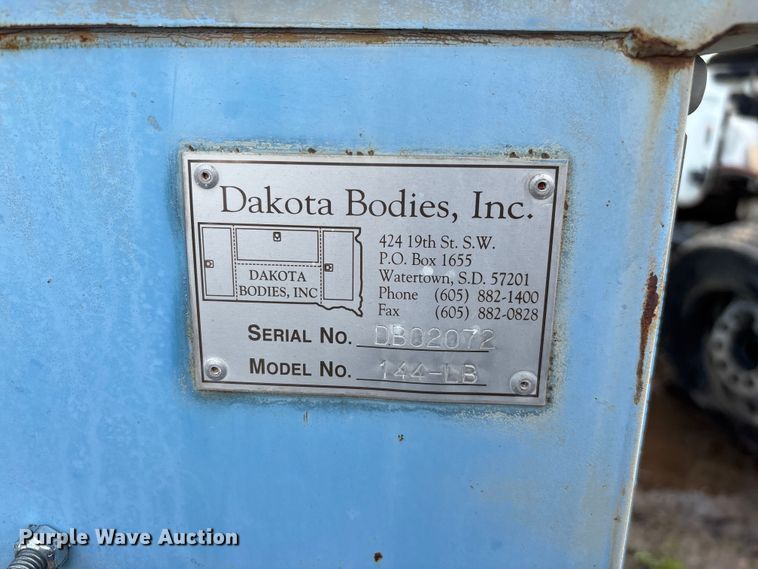 Dakota Bodies, Inc.
DAKOTA
BODIES, INC
424 19th St. S.W.
P.O. Box 1655
Watertown, S.D. 57201
Phone (605) 882-1400
Fax (605) 882-0828
SERIAL NO. DB02072
MODEL NO. 144-LB
Purple Wave Auction